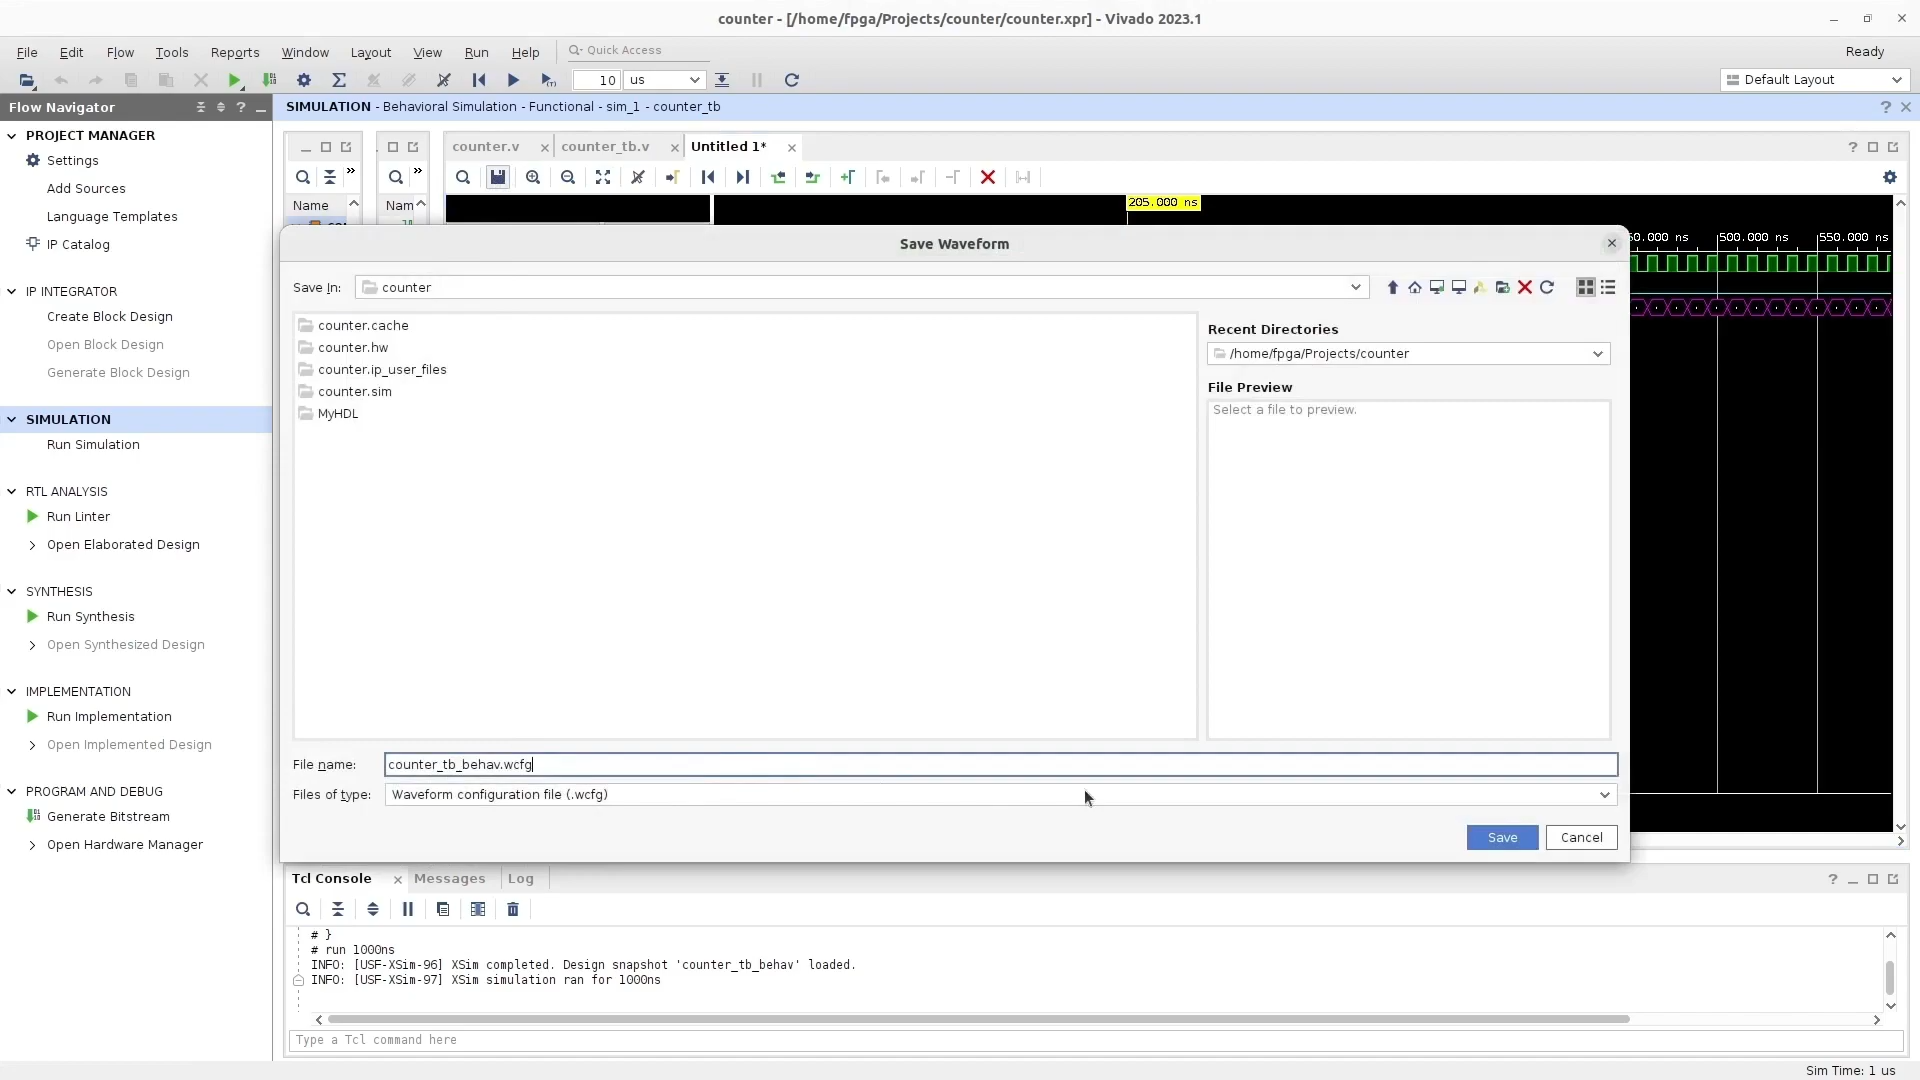 counter - [/home/fpga/Projects/counter/counter.xpr] - Vivado 2023.1
File Edit Flow Tools Reports Window Layout View Run Help
Quick Access
Ready
10 us
Default Layout
Flow Navigator
SIMULATION - Behavioral Simulation - Functional - sim_1 - counter_tb
PROJECT MANAGER
Settings
Add Sources
Language Templates
IP Catalog
IP INTEGRATOR
Create Block Design
Open Block Design
Generate Block Design
SIMULATION
Run Simulation
RTL ANALYSIS
Run Linter
Open Elaborated Design
SYNTHESIS
Run Synthesis
Open Synthesized Design
IMPLEMENTATION
Run Implementation
Open Implemented Design
PROGRAM AND DEBUG
Generate Bitstream
Open Hardware Manager
counter.v
counter_tb.v
Untitled 1*
Name
Nam
205.000 ns
50.000 ns
500.000 ns
550.000 ns
Save Waveform
Save In: counter
counter.cache
counter.hw
counter.ip_user_files
counter.sim
MyHDL
Recent Directories
/home/fpga/Projects/counter
File Preview
Select a file to preview.
File name: counter_tb_behav.wcfg
Files of type: Waveform configuration file (.wcfg)
Save Cancel
Tcl Console Messages Log
# }
# run 1000ns
INFO: [USF-XSim-96] XSim completed. Design snapshot 'counter_tb_behav' loaded.
INFO: [USF-XSim-97] XSim simulation ran for 1000ns
Type a Tcl command here
Sim Time: 1 us